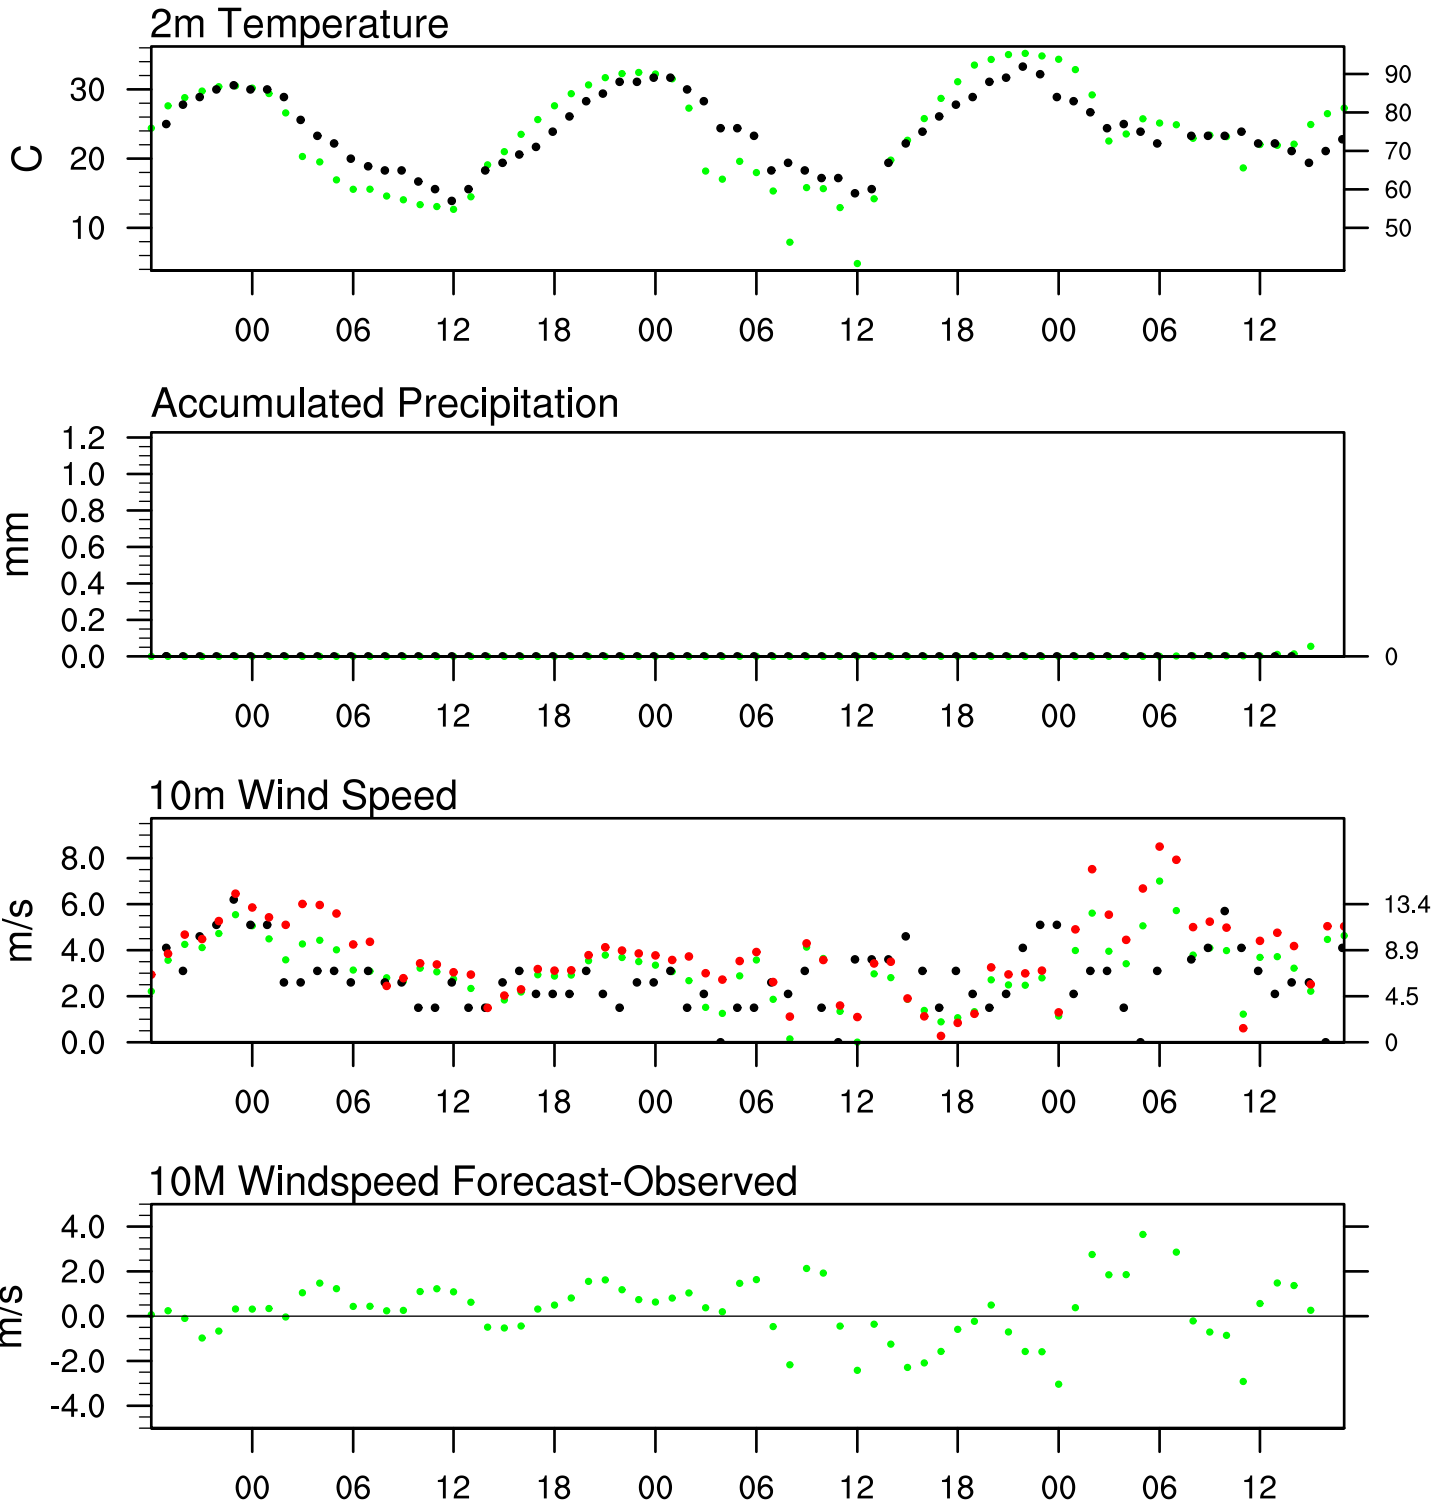 2m Temperature
30
20
10
C
90
80
70
60
50
00 06 12 18 00 06 12 18 00 06 12
Accumulated Precipitation
1.2
1.0
0.8
0.6
0.4
0.2
0.0
mm
0
00 06 12 18 00 06 12 18 00 06 12
10m Wind Speed
8.0
6.0
4.0
2.0
0.0
m/s
13.4
8.9
4.5
0
00 06 12 18 00 06 12 18 00 06 12
10M Windspeed Forecast-Observed
4.0
2.0
0.0
-2.0
-4.0
m/s
00 06 12 18 00 06 12 18 00 06 12